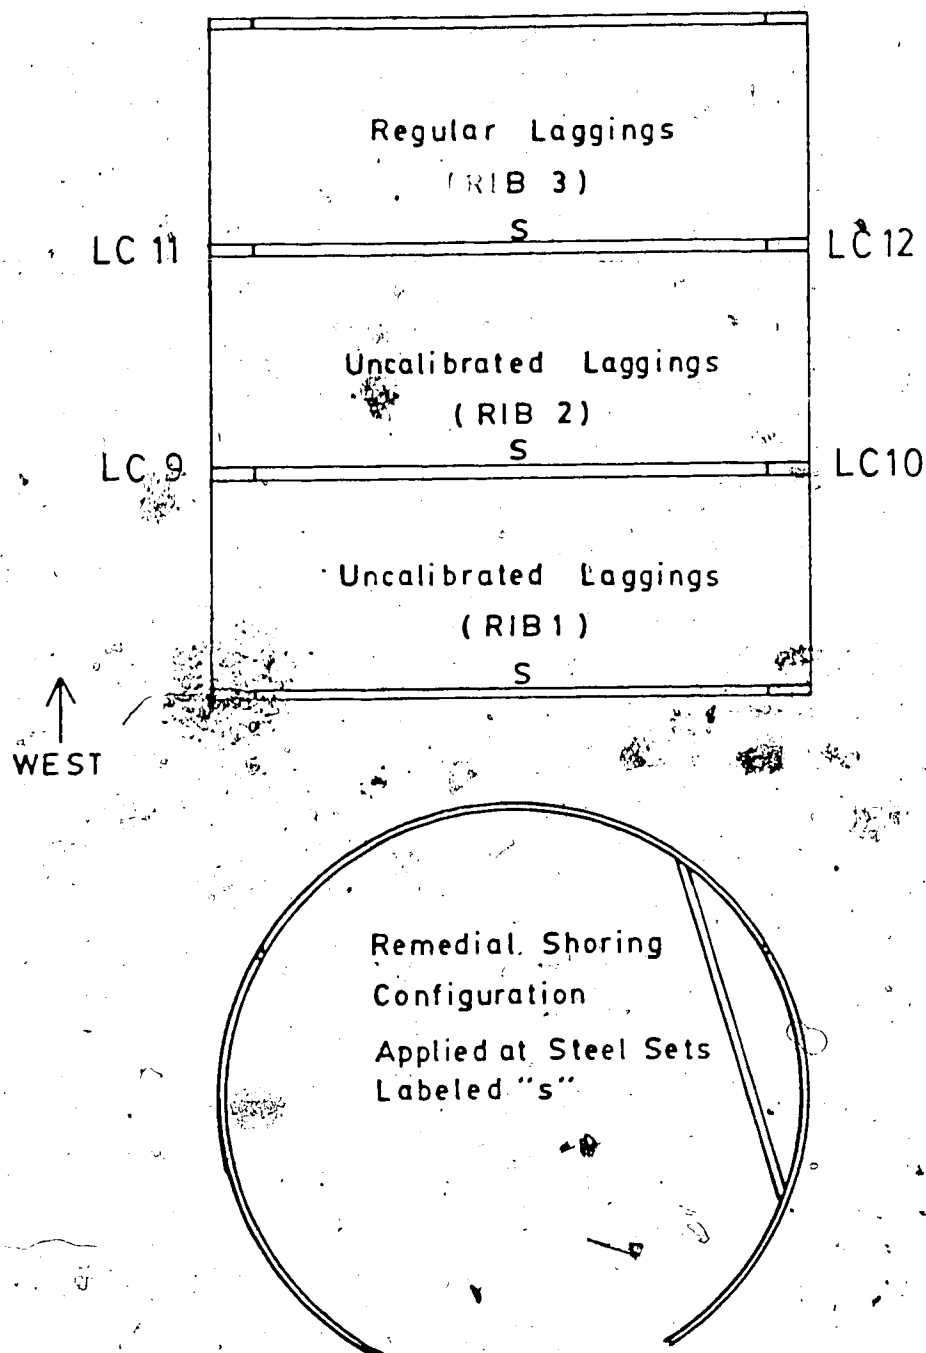 Regular Laggings
(RIB 3)
S
LC 11
LC 12
Uncalibrated Laggings
(RIB 2)
S
LC 9
LC10
Uncalibrated Laggings
(RIB1)
S
WEST
Remedial Shoring
Configuration
Applied at Steel Sets
Labeled "s"